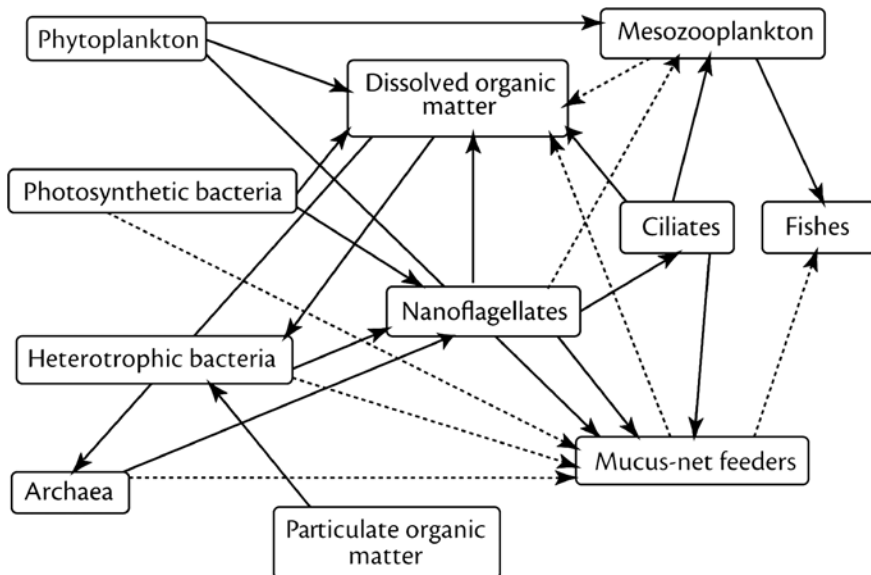 Phytoplankton
Mesozooplankton
Dissolved organic
matter
Photosynthetic bacteria
Ciliates
Fishes
Nanoflagellates
Heterotrophic bacteria
Mucus-net feeders
Archaea
Particulate organic
matter